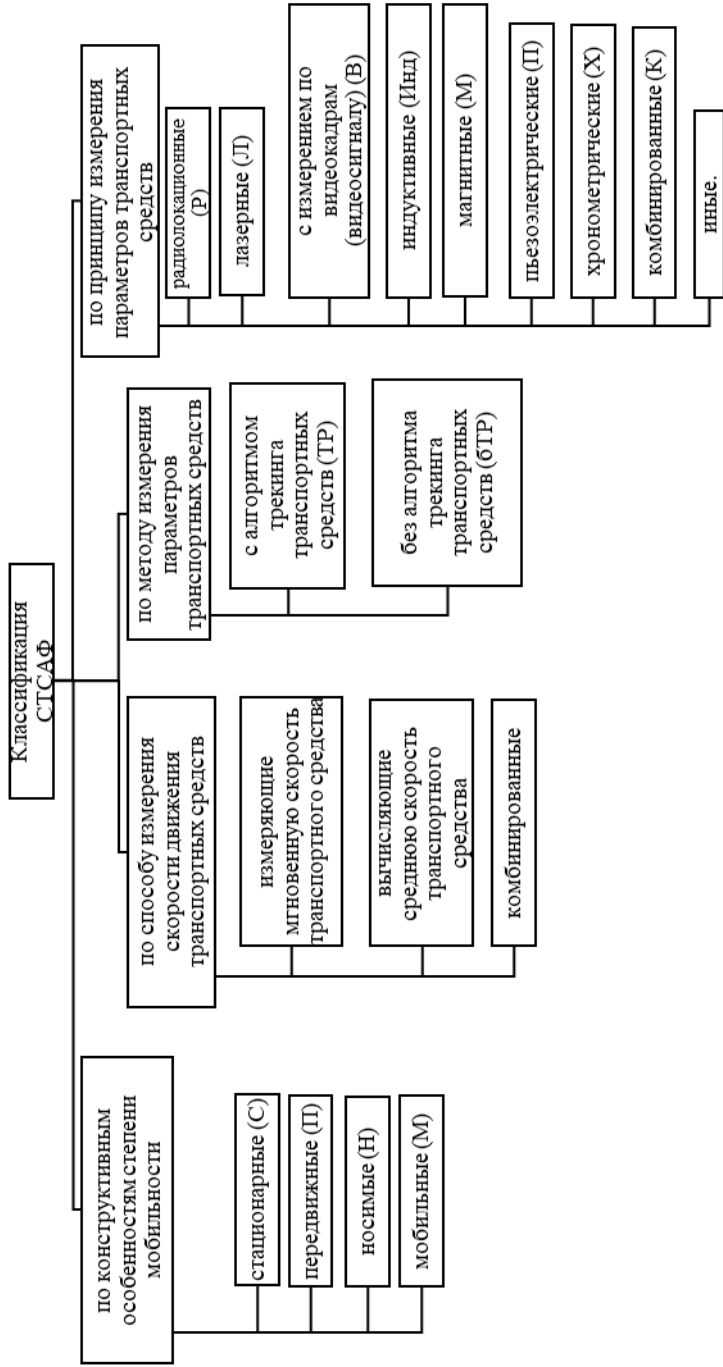 Классификация
СТСАФ
по конструктивным
особенностям степени
мобильности
стационарные (С)
передвижные (П)
носимые (Н)
мобильные (М)
по способу измерения
скорости движения
транспортных средств
измеряющие
мгновенную скорость
транспортного средства
вычисляющие
среднюю скорость
транспортного
средства
комбинированные
по методу измерения
параметров
транспортных средств
с алгоритмом
трекинга
транспортных
средств (ТР)
без алгоритма
трекинга
транспортных
средств (бТР)
по принципу измерения
параметров транспортных
средств
радиолокационные
(Р)
лазерные (Л)
с измерением по
видеокадрам
(видеосигналу) (В)
индуктивные (Инд)
магнитные (М)
пьезоэлектрические (П)
хронометрические (Х)
комбинированные (К)
иные.